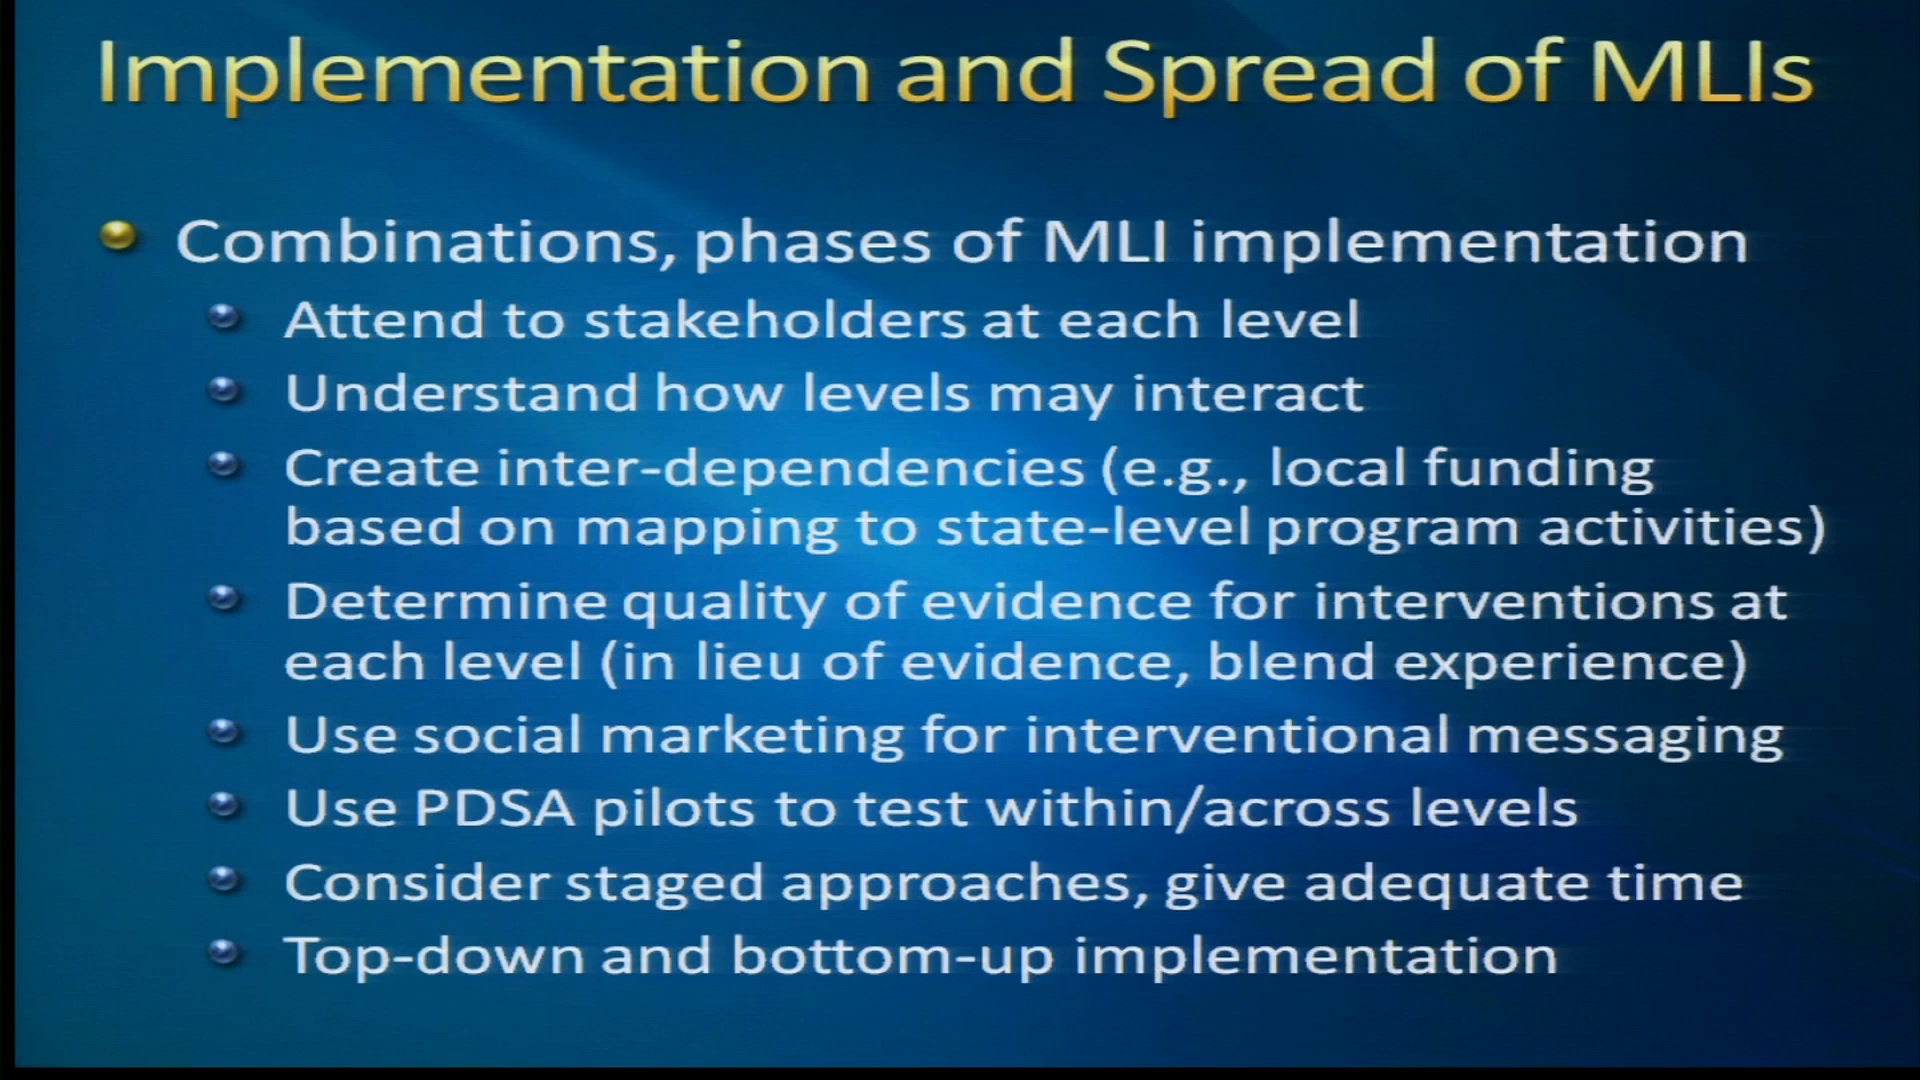 Implementation and Spread of MLIs
Combinations, phases of MLI implementation
Attend to stakeholders at each level
Understand how levels may interact
Create inter-dependencies (e.g., local funding
based on mapping to state-level program activities)
Determine quality of evidence for interventions at
each level (in lieu of evidence, blend experience)
Use social marketing for interventional messaging
Use PDSA pilots to test within/across levels
Consider staged approaches, give adequate time
Top-down and bottom-up implementation